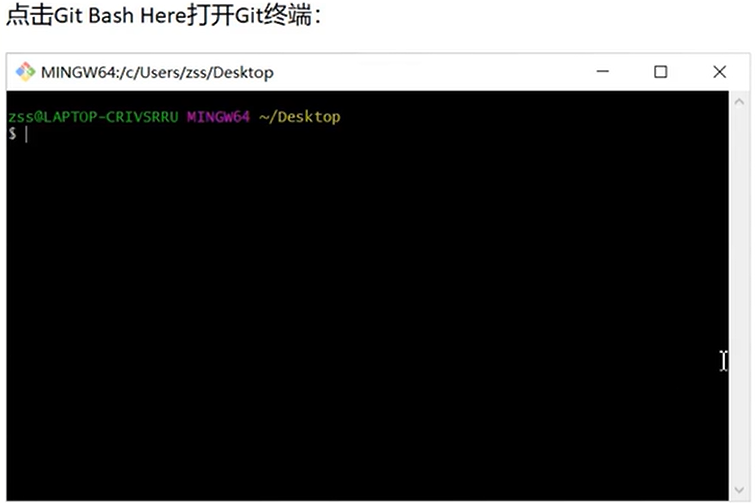 点击Git Bash Here打开Git终端：
MINGW64:/c/Users/zss/Desktop
zss@LAPTOP-CRIVSRRU MINGW64 ~/Desktop
$